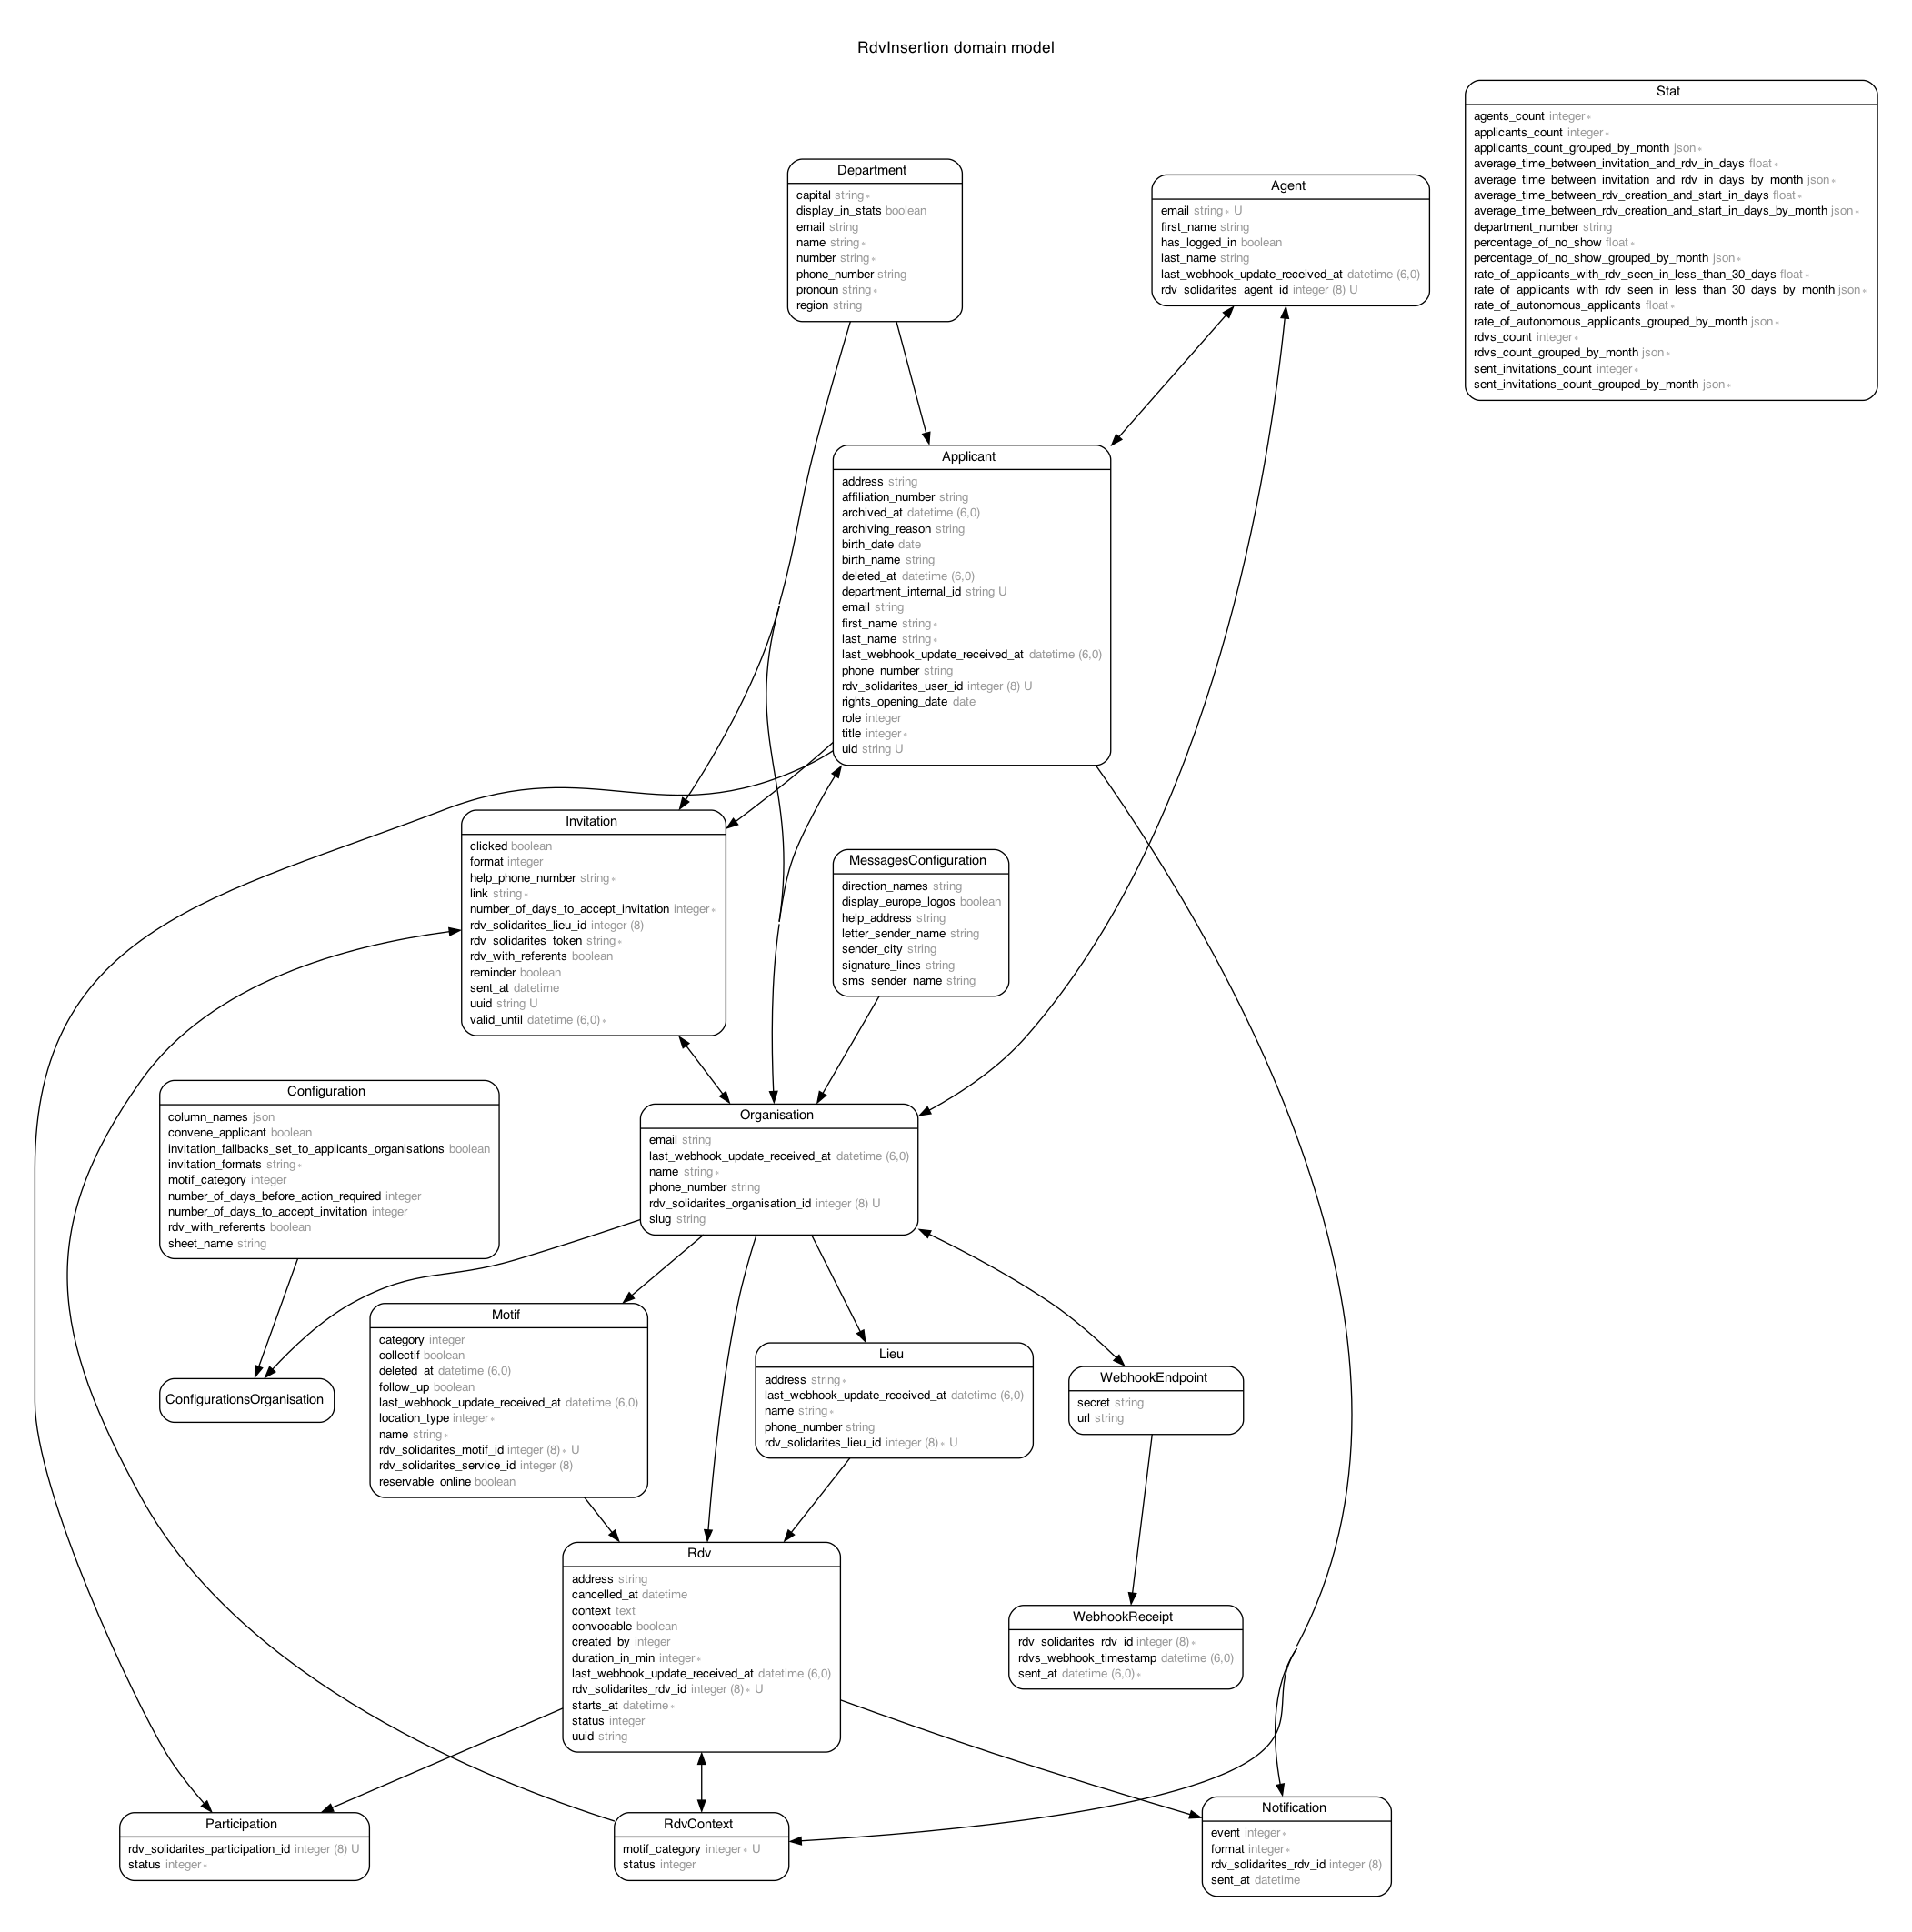 RdvInsertion domain model
Stat
agents_count integer∗
applicants_count integer∗
applicants_count_grouped_by_month json∗
average_time_between_invitation_and_rdv_in_days float∗
average_time_between_invitation_and_rdv_in_days_by_month json∗
average_time_between_rdv_creation_and_start_in_days float∗
average_time_between_rdv_creation_and_start_in_days_by_month json∗
department_number string
percentage_of_no_show float∗
percentage_of_no_show_grouped_by_month json∗
rate_of_applicants_with_rdv_seen_in_less_than_30_days float∗
rate_of_applicants_with_rdv_seen_in_less_than_30_days_by_month json∗
rate_of_autonomous_applicants float∗
rate_of_autonomous_applicants_grouped_by_month json∗
rdvs_count integer∗
rdvs_count_grouped_by_month json∗
sent_invitations_count integer∗
sent_invitations_count_grouped_by_month json∗
Department
capital string∗
display_in_stats boolean
email string
name string∗
number string∗
phone_number string
pronoun string∗
region string
Agent
email string∗ U
first_name string
has_logged_in boolean
last_name string
last_webhook_update_received_at datetime (6,0)
rdv_solidarites_agent_id integer (8) U
Applicant
address string
affiliation_number string
archived_at datetime (6,0)
archiving_reason string
birth_date date
birth_name string
deleted_at datetime (6,0)
department_internal_id string U
email string
first_name string∗
last_name string∗
last_webhook_update_received_at datetime (6,0)
phone_number string
rdv_solidarites_user_id integer (8) U
rights_opening_date date
role integer
title integer∗
uid string U
Invitation
clicked boolean
format integer
help_phone_number string∗
link string∗
number_of_days_to_accept_invitation integer∗
rdv_solidarites_lieu_id integer (8)
rdv_solidarites_token string∗
rdv_with_referents boolean
reminder boolean
sent_at datetime
uuid string U
valid_until datetime (6,0)∗
MessagesConfiguration
direction_names string
display_europe_logos boolean
help_address string
letter_sender_name string
sender_city string
signature_lines string
sms_sender_name string
Configuration
column_names json
convene_applicant boolean
invitation_fallbacks_set_to_applicants_organisations boolean
invitation_formats string∗
motif_category integer
number_of_days_before_action_required integer
number_of_days_to_accept_invitation integer
rdv_with_referents boolean
sheet_name string
Organisation
email string
last_webhook_update_received_at datetime (6,0)
name string∗
phone_number string
rdv_solidarites_organisation_id integer (8) U
slug string
ConfigurationsOrganisation
Motif
category integer
collectif boolean
deleted_at datetime (6,0)
follow_up boolean
last_webhook_update_received_at datetime (6,0)
location_type integer∗
name string∗
rdv_solidarites_motif_id integer (8)∗ U
rdv_solidarites_service_id integer (8)
reservable_online boolean
Lieu
address string∗
last_webhook_update_received_at datetime (6,0)
name string∗
phone_number string
rdv_solidarites_lieu_id integer (8)∗ U
WebhookEndpoint
secret string
url string
Rdv
address string
cancelled_at datetime
context text
convocable boolean
created_by integer
duration_in_min integer∗
last_webhook_update_received_at datetime (6,0)
rdv_solidarites_rdv_id integer (8)∗ U
starts_at datetime∗
status integer
uuid string
WebhookReceipt
rdv_solidarites_rdv_id integer (8)∗
rdvs_webhook_timestamp datetime (6,0)
sent_at datetime (6,0)∗
Participation
rdv_solidarites_participation_id integer (8) U
status integer∗
RdvContext
motif_category integer∗ U
status integer
Notification
event integer∗
format integer∗
rdv_solidarites_rdv_id integer (8)
sent_at datetime